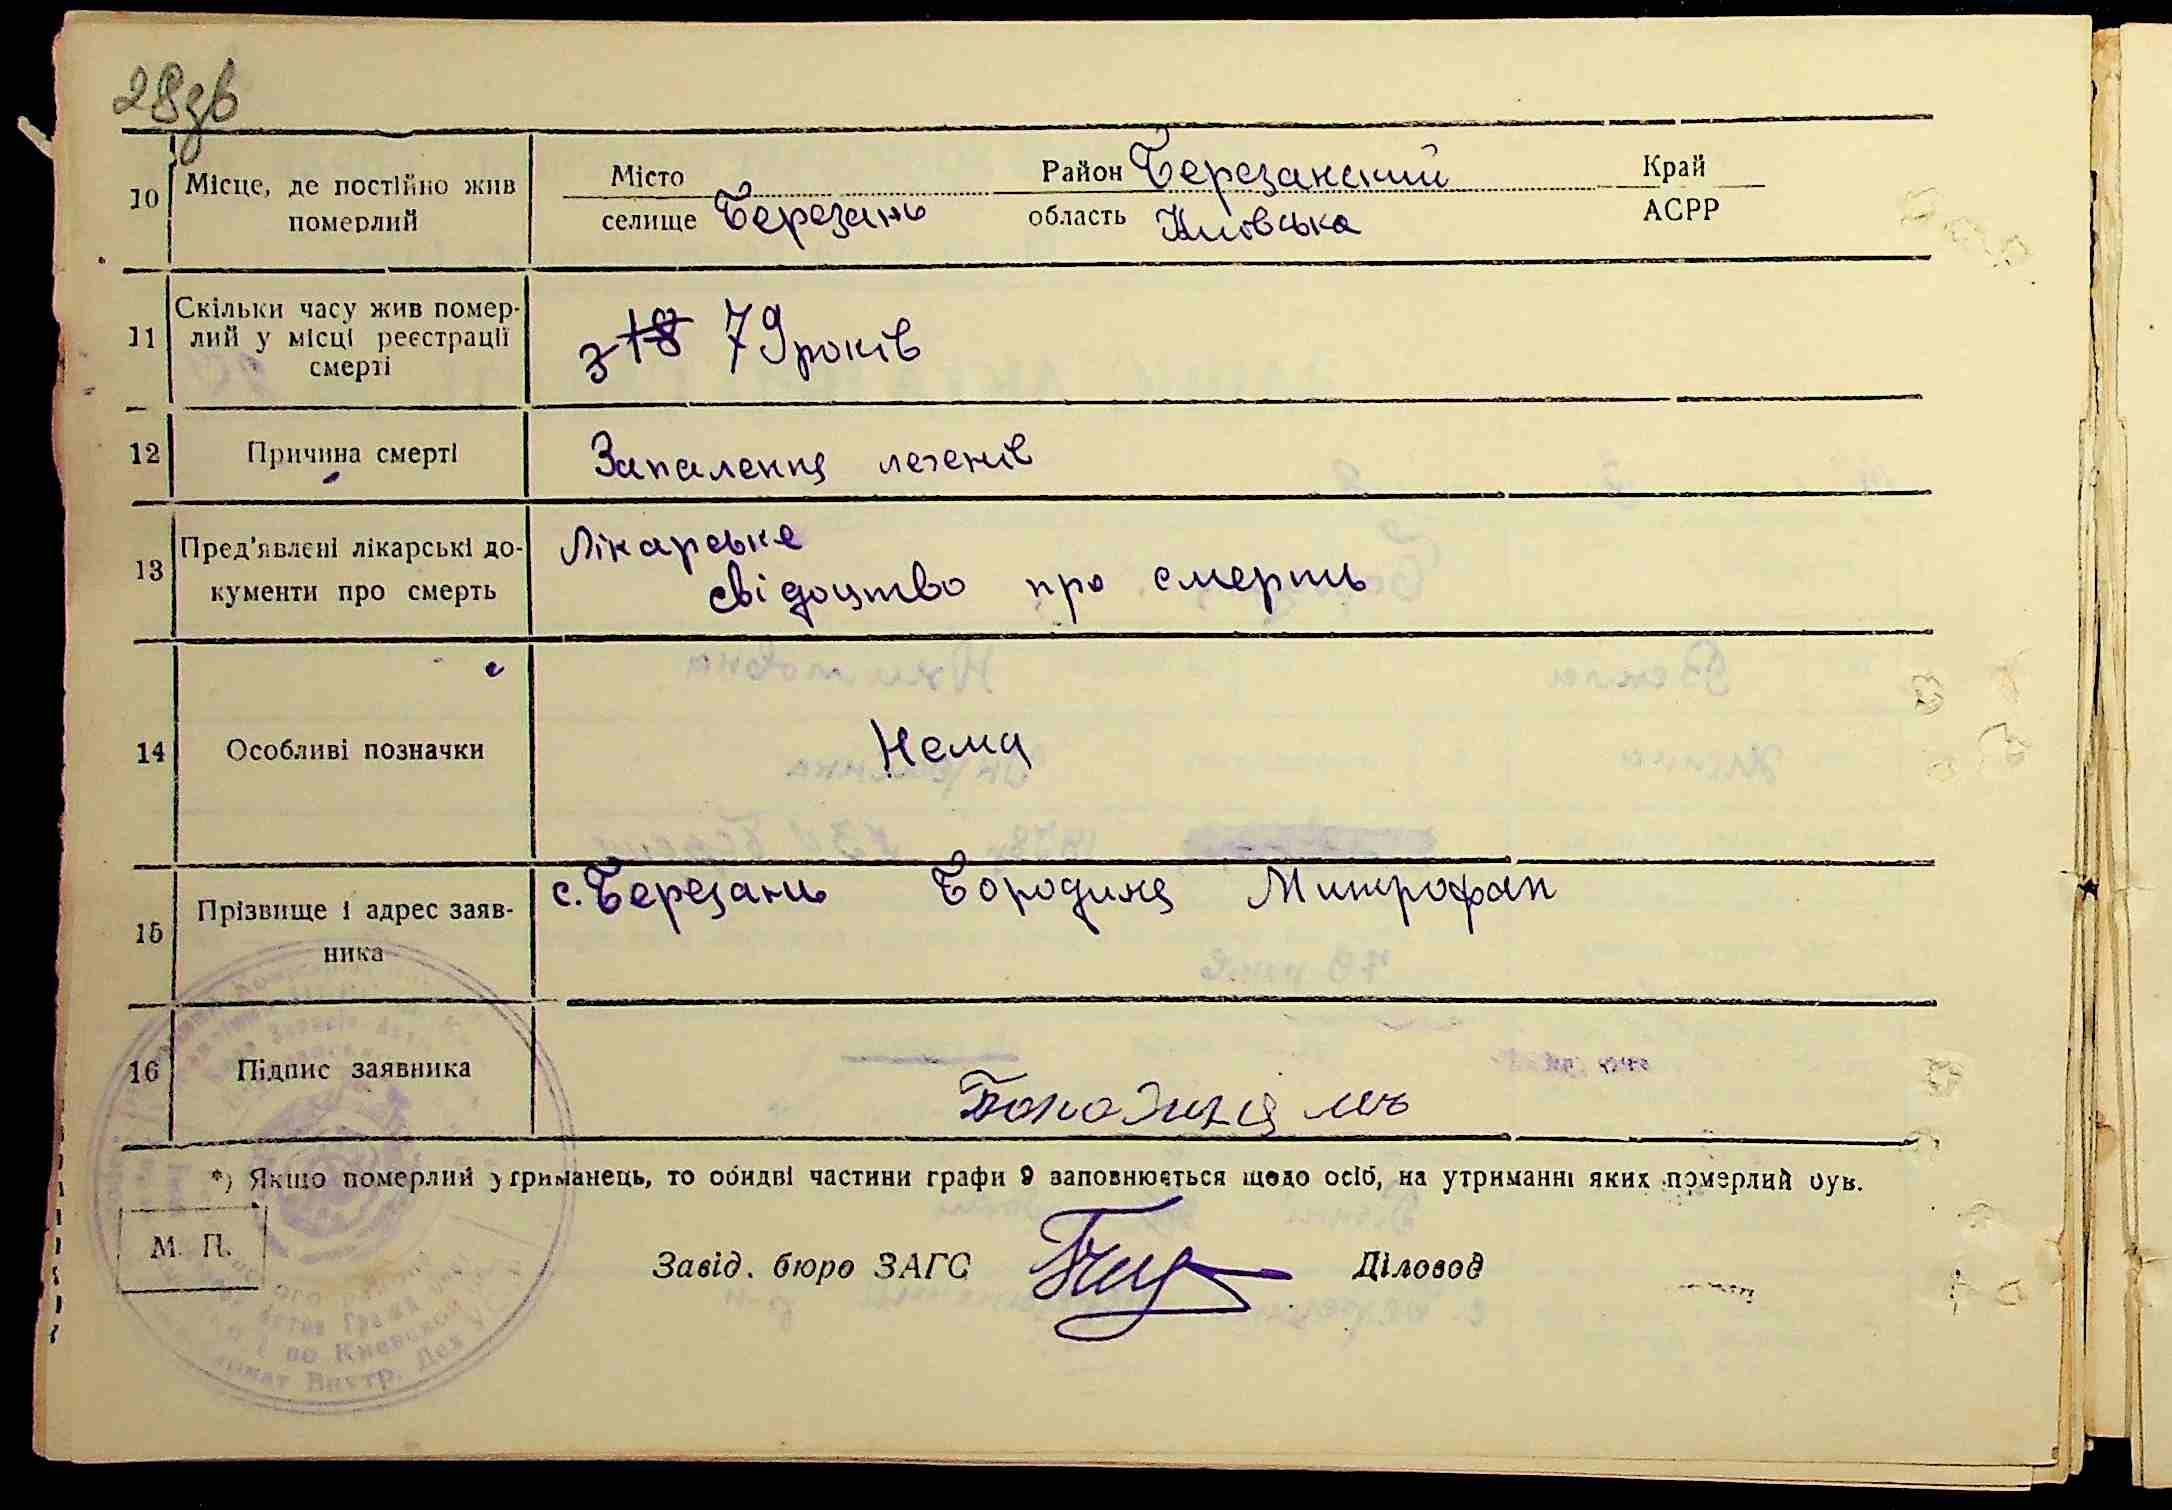 28зв
10 Місце, де постійно жив померлий Місто селище Березань Район Березанський область Київська Край АСРР
11 Скільки часу жив померлий у місці реєстрації смерті з 18 79 років
12 Причина смерті Запалення легенів
13 Пред'явлені лікарські документи про смерть Лікарське
свідоцтво про смерть
14 Особливі позначки Нема
15 Прізвище і адрес заявника с. Березань Бородиня Митрофан
16 Підпис заявника
*) Якщо померлий утриманець, то обидві частини графи 9 заповнюється щодо осіб, на утриманні яких померлий був.
М. П.
Завід. бюро ЗАГС Діловод